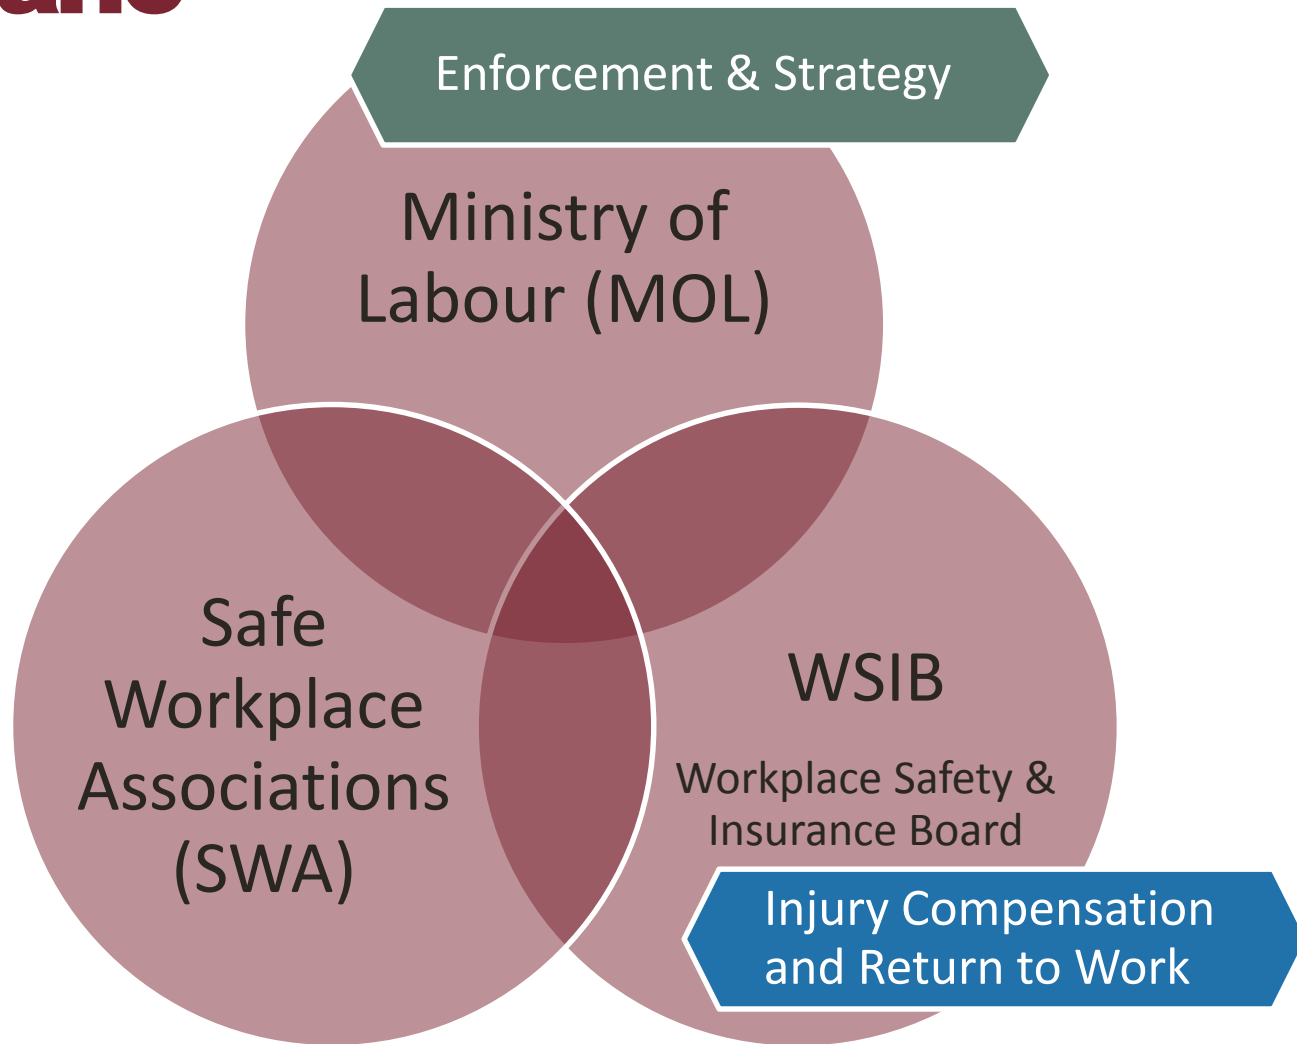 Enforcement & Strategy
Ministry of
Labour (MOL)
Safe
Workplace
Associations
(SWA)
WSIB
Workplace Safety &
Insurance Board
Injury Compensation
and Return to Work